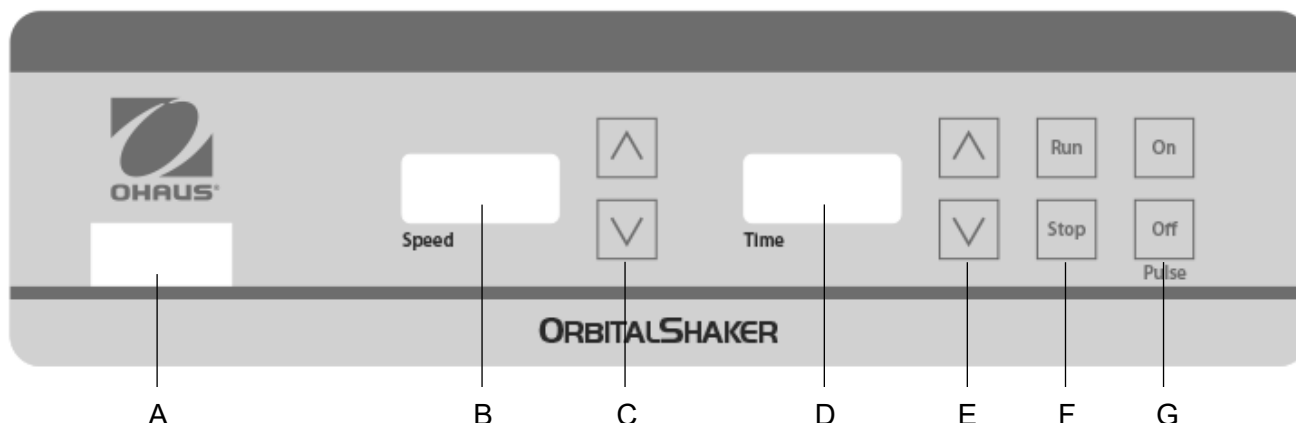 OHAUS®
Speed
Time
Run
On
Stop
Off
Pulse
ORBITALSHAKER
A B C D E F G